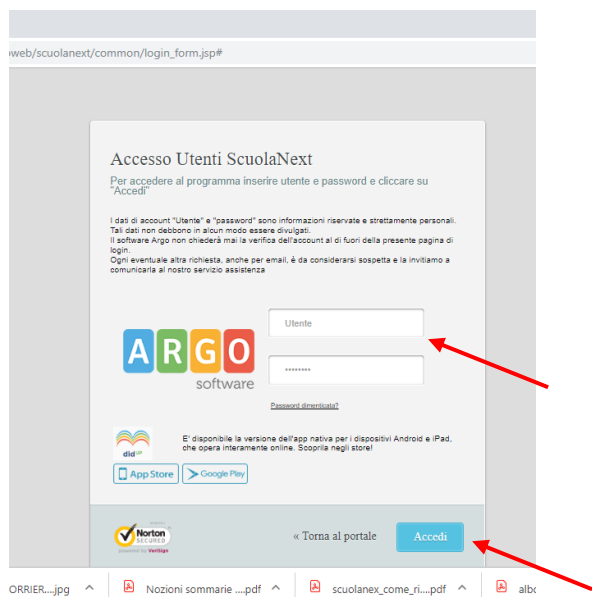 oweb/scuolanext/common/login_form.jsp#
Accesso Utenti ScuolaNext
Per accedere al programma inserire utente e password e cliccare su
"Accedi"
I dati di account "Utente" e "password" sono informazioni riservate e strettamente personali.
Tali dati non debbono in alcun modo essere divulgati.
Il software Argo non chiederà mai la verifica dell'account al di fuori della presente pagina di
login.
Ogni eventuale altra richiesta, anche per email, é da considerarsi sospetta e la invitiamo a
comunicarla al nostro servizio assistenza
Utente
ARGO
software
········
Password dimenticata?
did UP
E' disponibile la versione dell'app nativa per i dispositivi Android e iPad,
che opera interamente online. Scoprila negli store!
App Store
Google Play
Norton
SECURED
powered by VeriSign
« Torna al portale
Accedi
ORRIER....jpg
Nozioni sommarie ....pdf
scuolanex_come_ri....pdf
albo